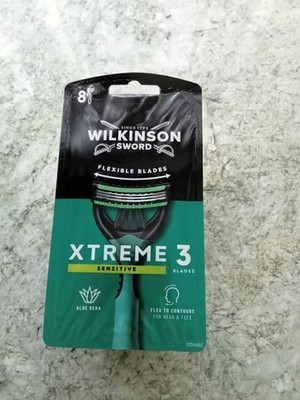 8
SINCE 1772
WILKINSON
SWORD
FLEXIBLE BLADES
XTREME 3
BLADES
SENSITIVE
ALOE VERA
FLEX TO CONTOURS
FOR HEAD & FACE